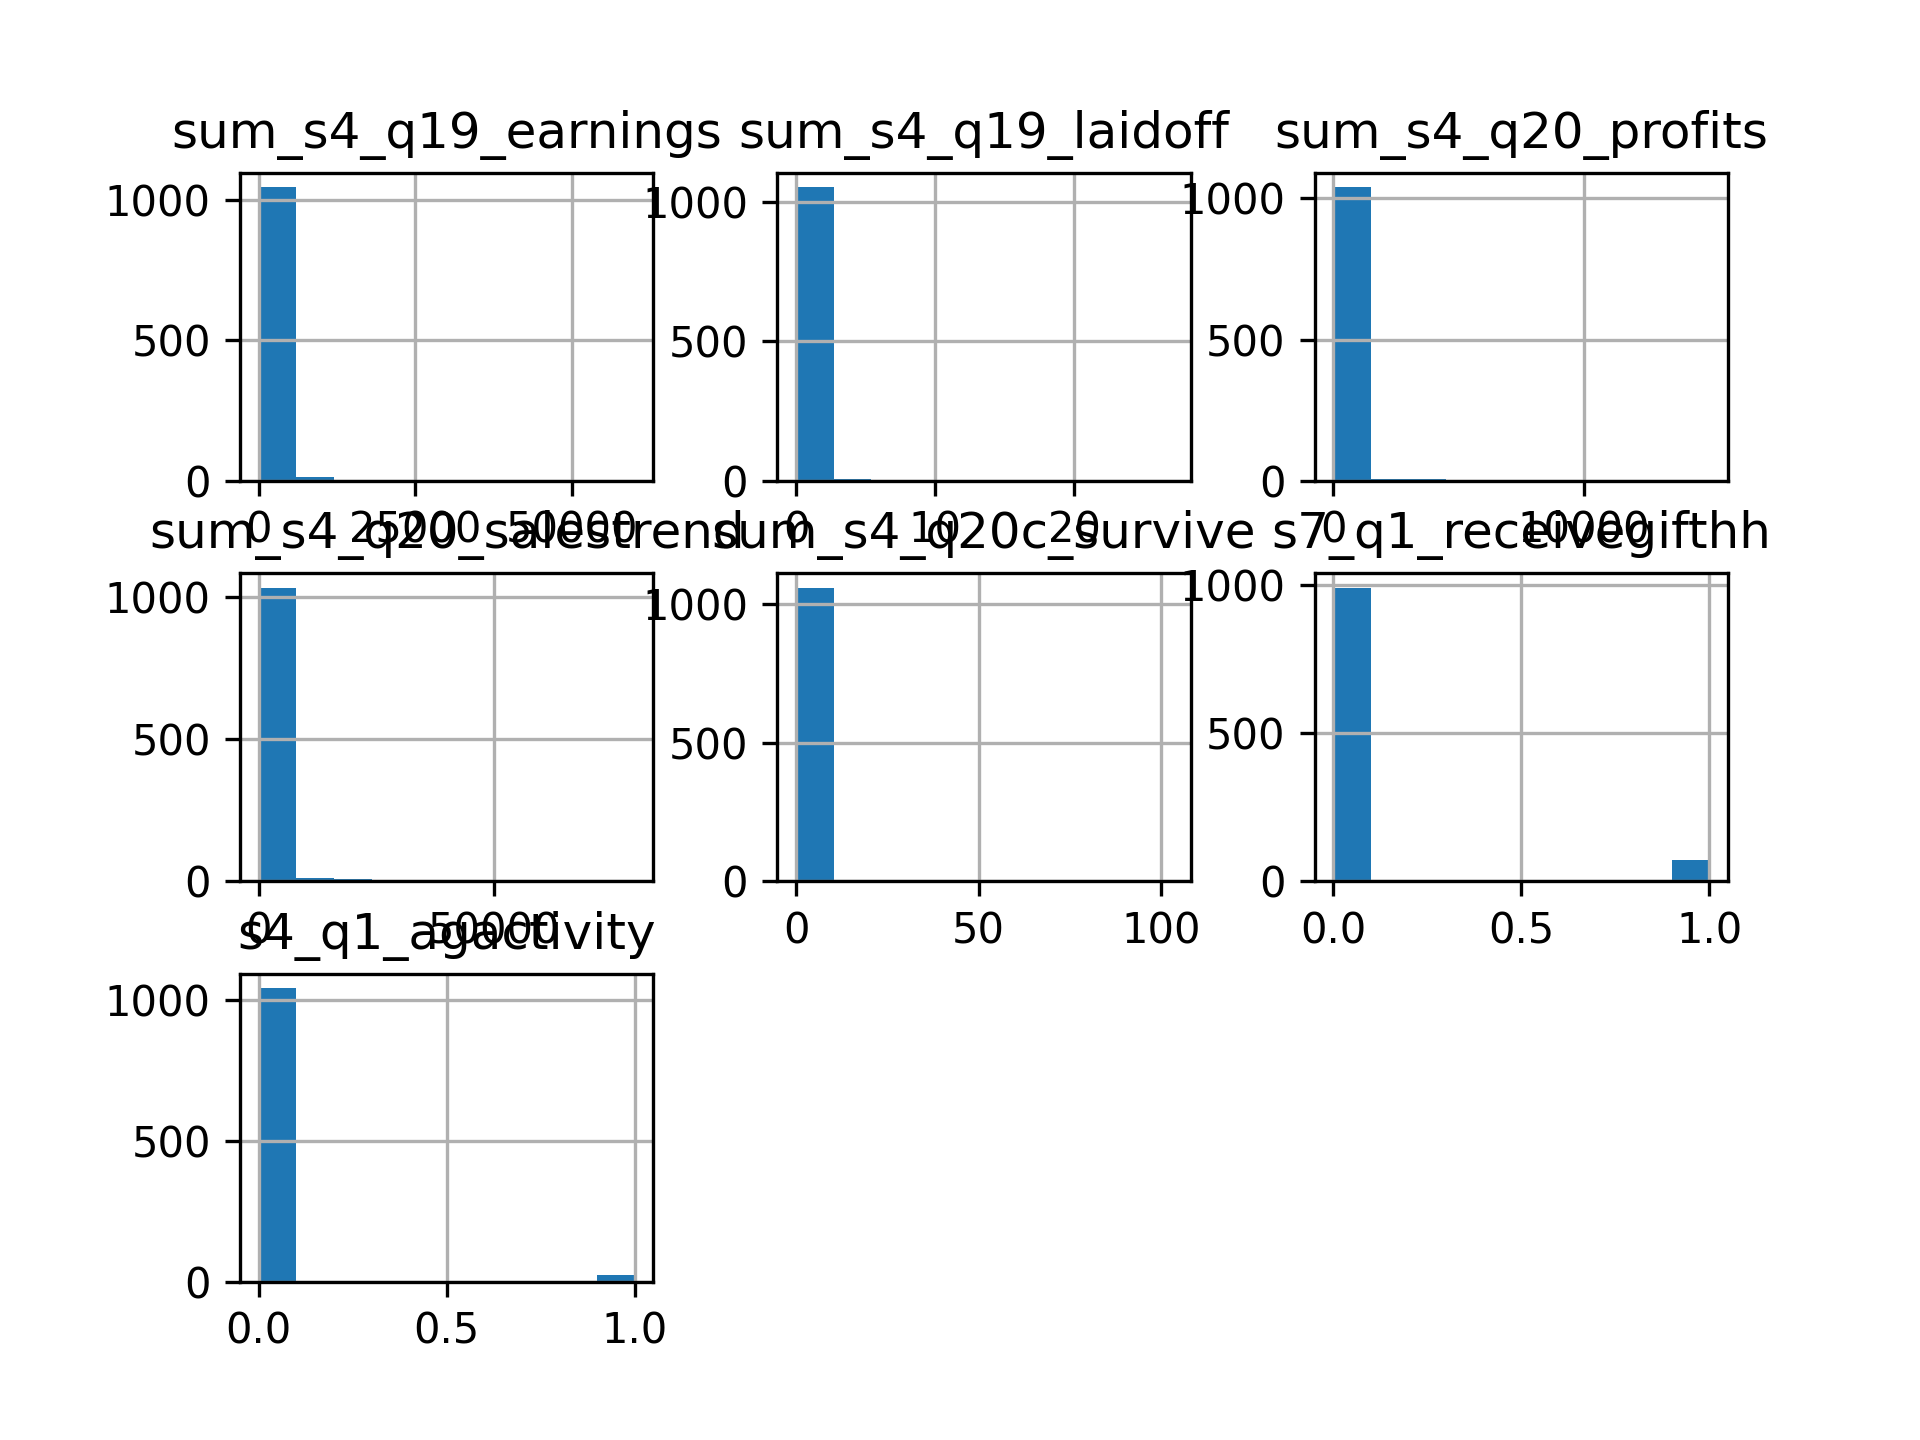 sum_s4_q19_earnings sum_s4_q19_laidoff sum_s4_q20_profits
1000 1000 1000
500 500 500
0 0 0
0 25000 50000 0 10 20 0 10000
sum_s4_q20_salestrend sum_s4_q20c_survive s7_q1_receivegifthh
1000 1000 1000
500 500 500
0 0 0
0 50000 0 50 100 0.0 0.5 1.0
s4_q1_agactivity
1000
500
0
0.0 0.5 1.0